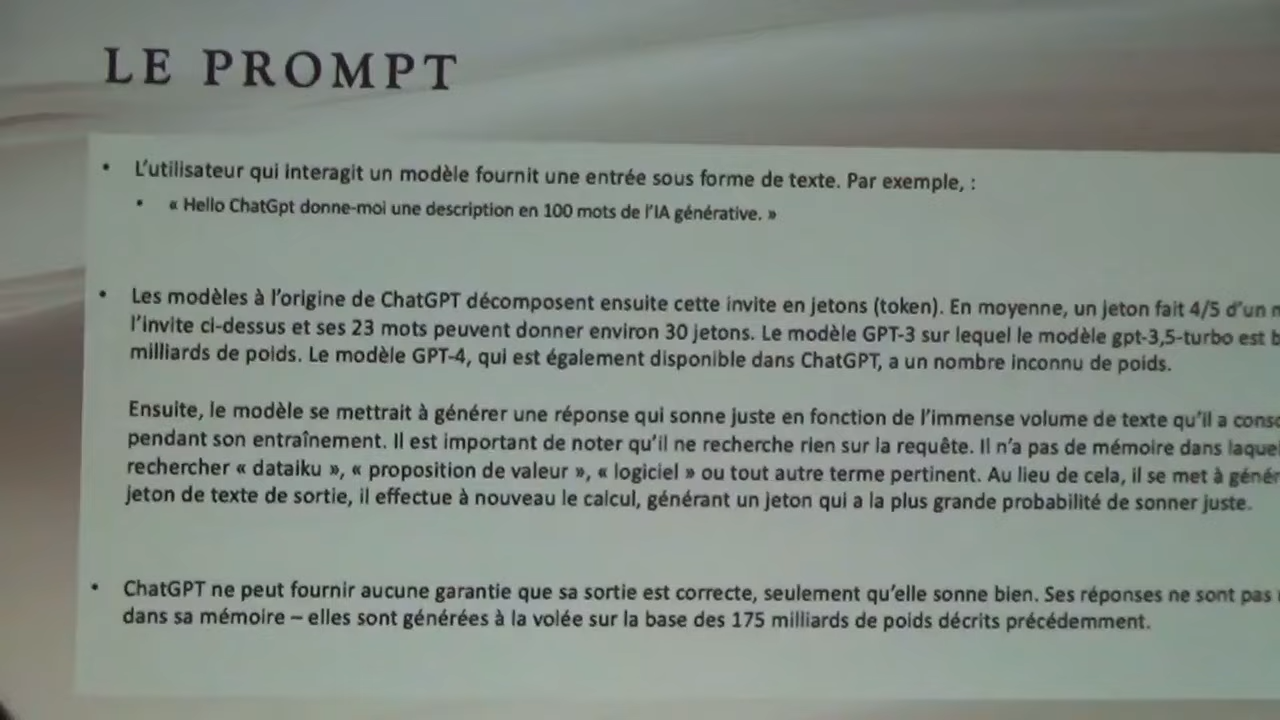 LE PROMPT
• L'utilisateur qui interagit un modèle fournit une entrée sous forme de texte. Par exemple, :
• « Hello ChatGpt donne-moi une description en 100 mots de l'IA générative. »
• Les modèles à l'origine de ChatGPT décomposent ensuite cette invite en jetons (token). En moyenne, un jeton fait 4/5 d'un
l'invite ci-dessus et ses 23 mots peuvent donner environ 30 jetons. Le modèle GPT-3 sur lequel le modèle gpt-3,5-turbo est
milliards de poids. Le modèle GPT-4, qui est également disponible dans ChatGPT, a un nombre inconnu de poids.
Ensuite, le modèle se mettrait à générer une réponse qui sonne juste en fonction de l'immense volume de texte qu'il a
pendant son entraînement. Il est important de noter qu'il ne recherche rien sur la requête. Il n'a pas de mémoire dans
rechercher « dataiku », « proposition de valeur », « logiciel » ou tout autre terme pertinent. Au lieu de cela, il se met à
jeton de texte de sortie, il effectue à nouveau le calcul, générant un jeton qui a la plus grande probabilité de sonner juste.
• ChatGPT ne peut fournir aucune garantie que sa sortie est correcte, seulement qu'elle sonne bien. Ses réponses ne sont pas
dans sa mémoire – elles sont générées à la volée sur la base des 175 milliards de poids décrits précédemment.